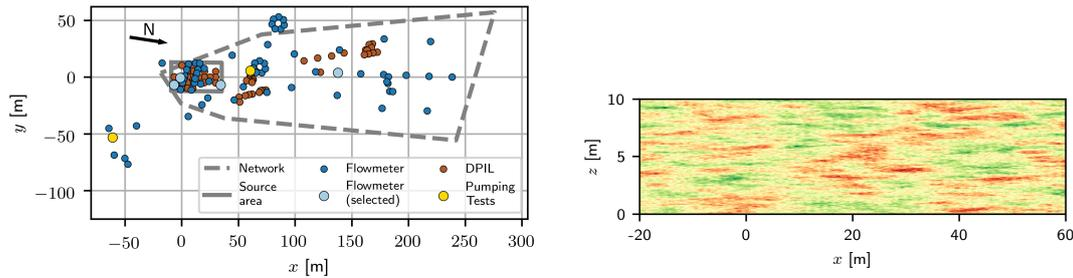 50
0
−50
−100
y [m]
N
Network
Source
area
Flowmeter
Flowmeter
(selected)
DPIL
Pumping
Tests
−50 0 50 100 150 200 250 300
x [m]
10
5
0
z [m]
-20 0 20 40 60
x [m]